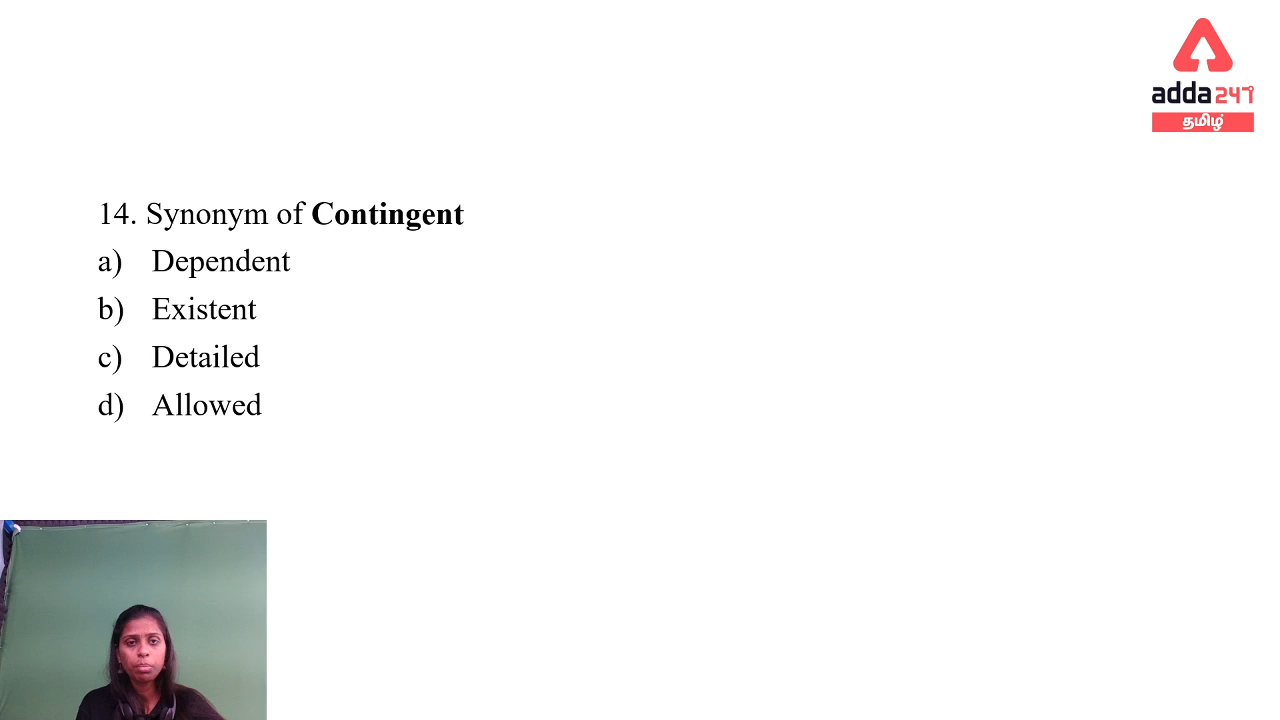 adda247
தமிழ்
14. Synonym of Contingent
a) Dependent
b) Existent
c) Detailed
d) Allowed